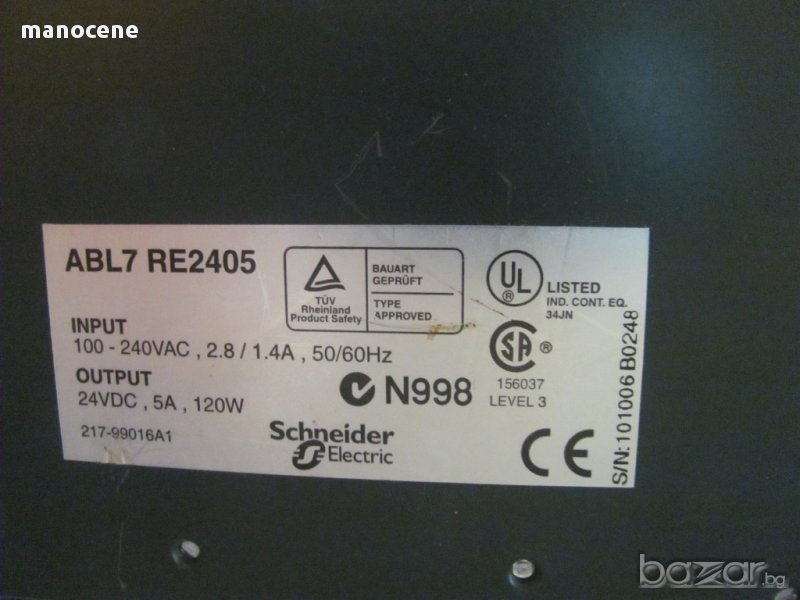 manocene
ABL7 RE2405
TÜV
Rheinland
Product Safety
BAUART
GEPRÜFT
TYPE
APPROVED
UL
®
LISTED
IND. CONT. EQ.
34JN
INPUT
100 - 240VAC , 2.8 / 1.4A , 50/60Hz
OUTPUT
24VDC , 5A , 120W
N998
SA ®
156037
LEVEL 3
217-99016A1
Schneider
Electric
CE
S/N:101006B0248
bazar.bg